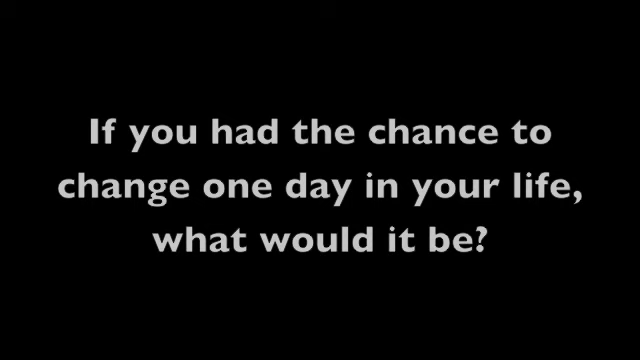 If you had the chance to
change one day in your life,
what would it be?